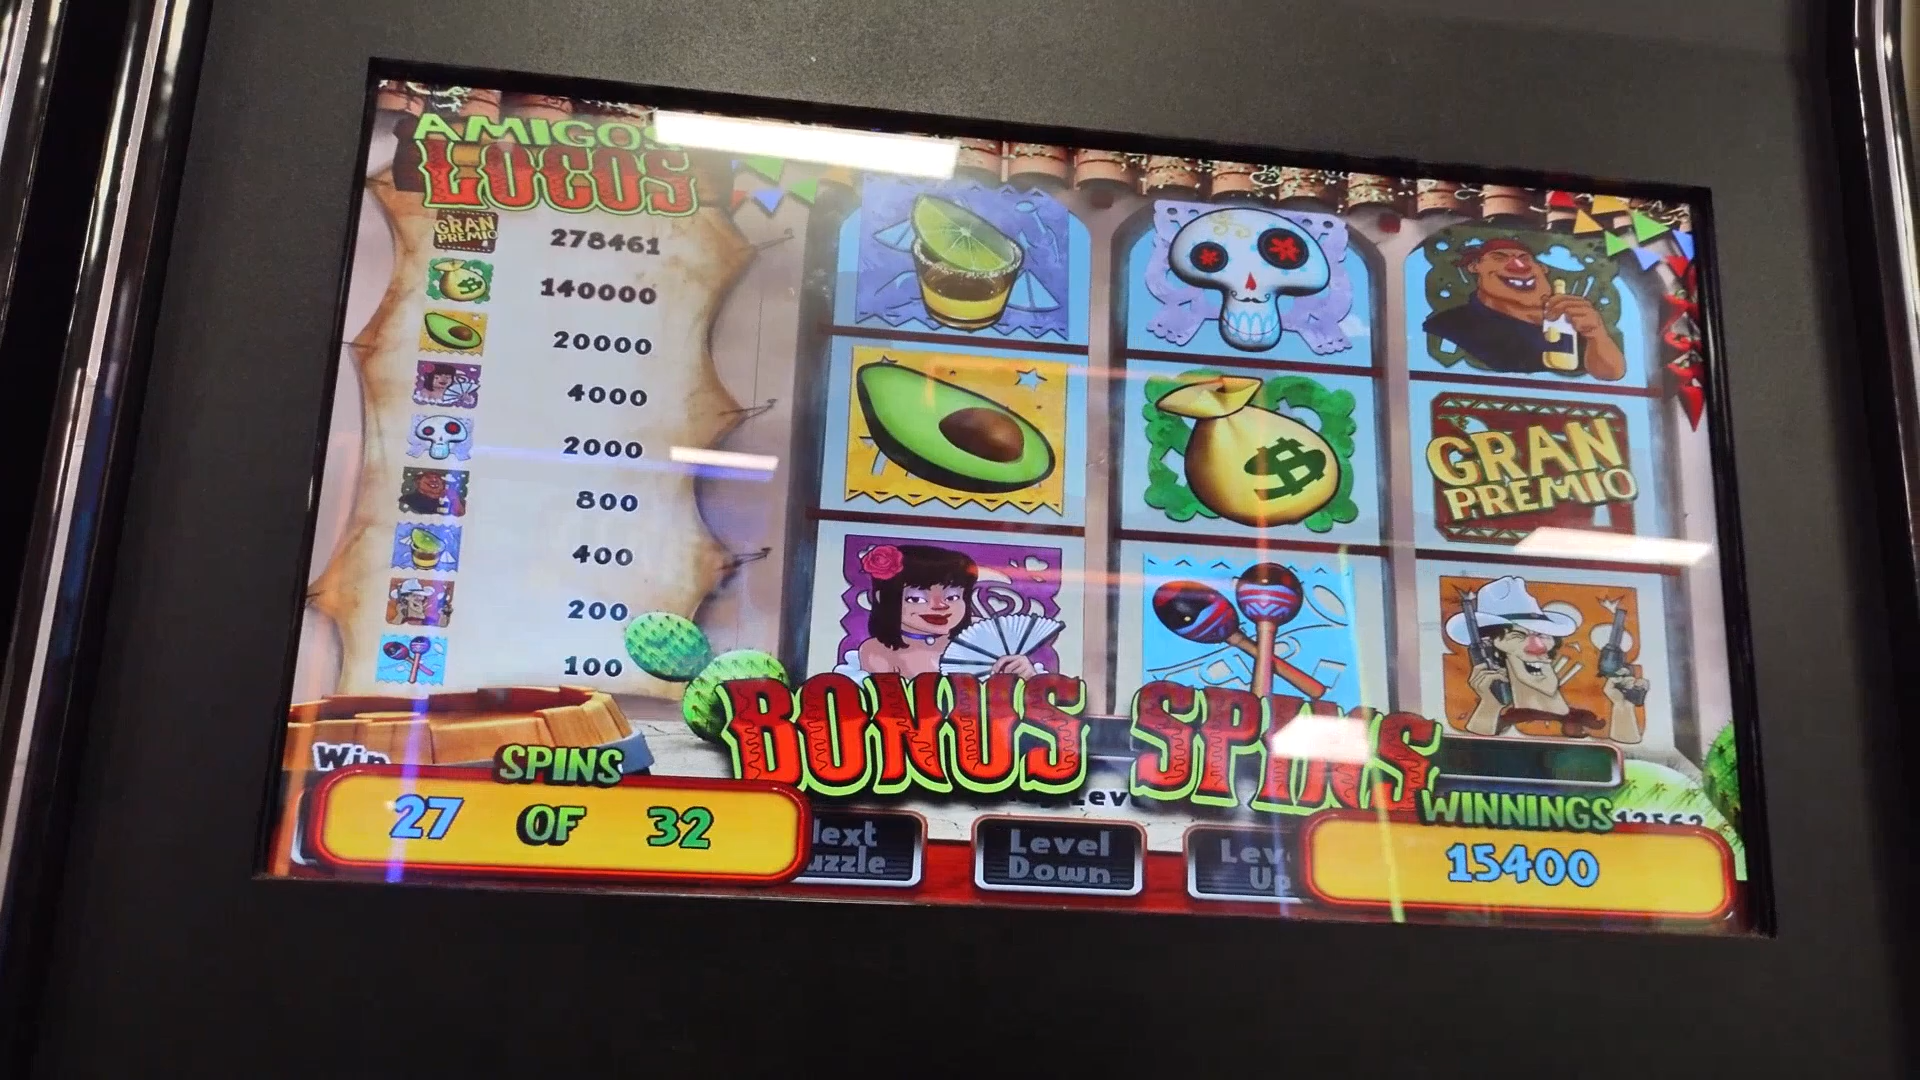 AMIGOS
LOCOS
GRAN
PREMIO
278461
140000
20000
4000
2000
800
400
200
100
GRAN
PREMIO
BONUS SPINS
Win
SPINS
27 OF 32
Level
Down
WINNINGS
15400